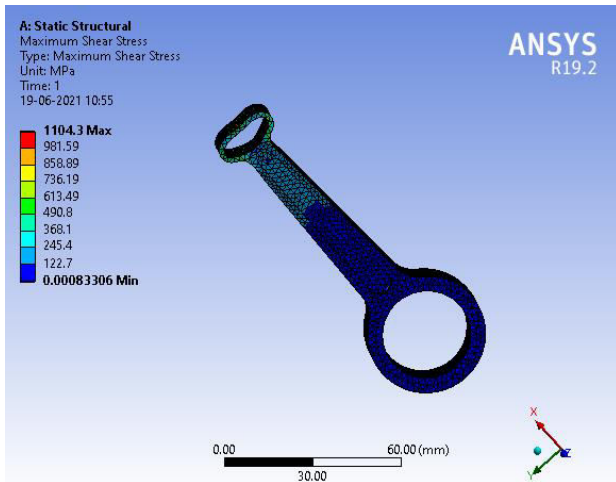 A: Static Structural
Maximum Shear Stress
Type: Maximum Shear Stress
Unit: MPa
Time: 1
19-06-2021 10:55
ANSYS
R19.2
1104.3 Max
981.59
858.89
736.19
613.49
490.8
368.1
245.4
122.7
0.00083306 Min
0.00
60.00 (mm)
30.00
X
Y
Z